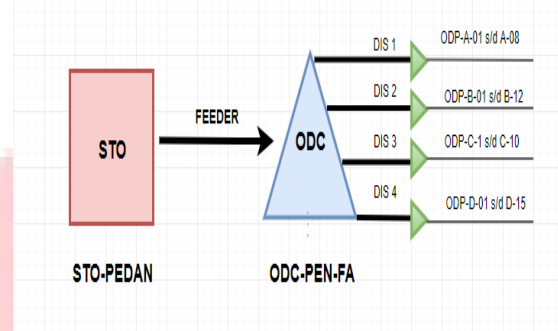 DIS 1
ODP-A-01 s/d A-08
DIS 2
ODP-B-01 s/d B-12
FEEDER
STO
ODC
DIS 3
ODP-C-1 s/d C-10
DIS 4
ODP-D-01 s/d D-15
STO-PEDAN
ODC-PEN-FA